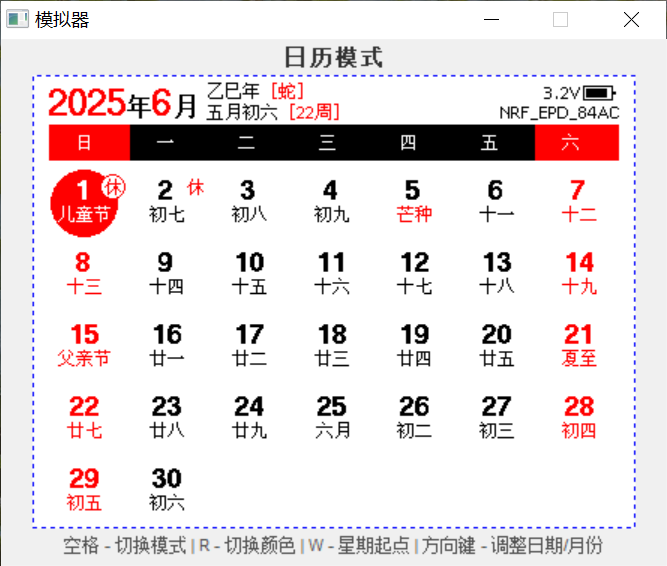 模拟器
日历模式
2025年6月 乙巳年 [蛇] 3.2V
五月初六 [22周] NRF_EPD_84AC
日 一 二 三 四 五 六
1 休 2 休 3 4 5 6 7
儿童节 初七 初八 初九 芒种 十一 十二
8 9 10 11 12 13 14
十三 十四 十五 十六 十七 十八 十九
15 16 17 18 19 20 21
父亲节 廿一 廿二 廿三 廿四 廿五 夏至
22 23 24 25 26 27 28
廿七 廿八 廿九 六月 初二 初三 初四
29 30
初五 初六
空格 - 切换模式 | R - 切换颜色 | W - 星期起点 | 方向键 - 调整日期/月份